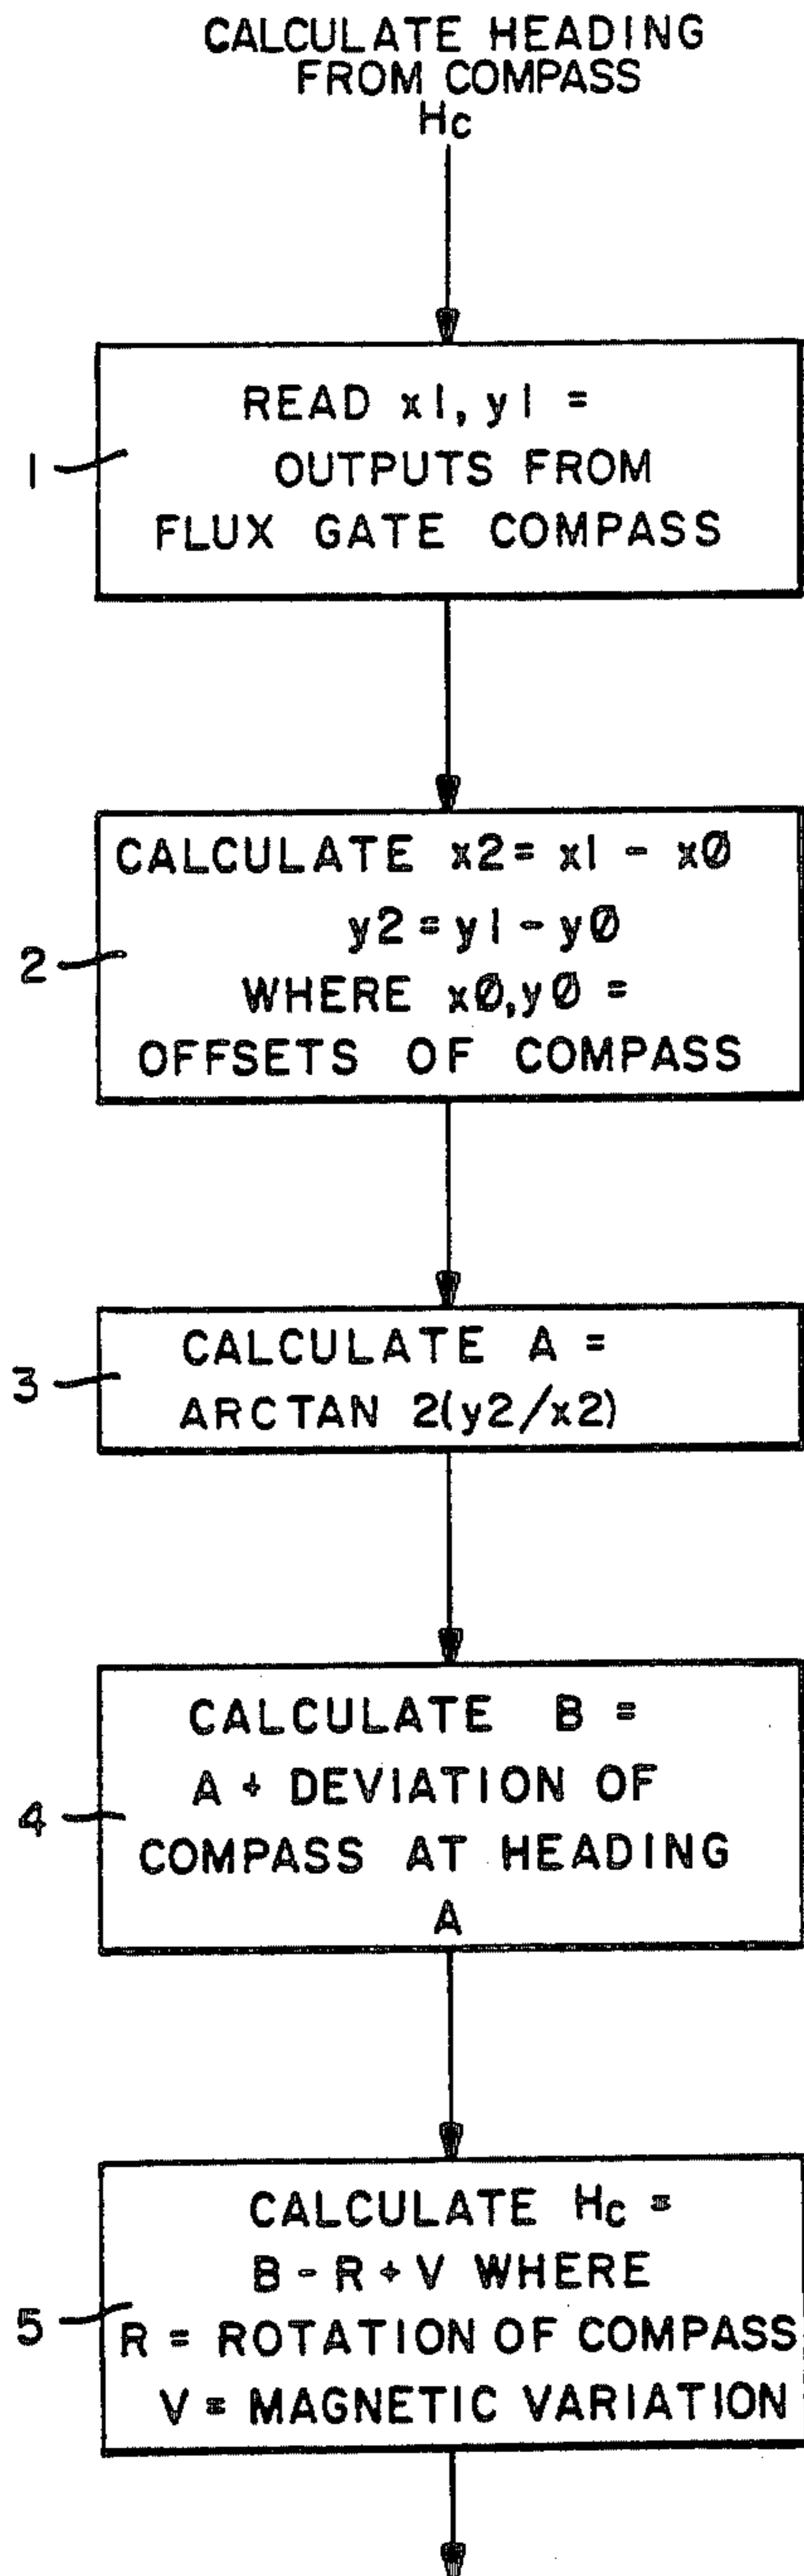 CALCULATE HEADING
FROM COMPASS
Hc
1
READ x1, y1 =
OUTPUTS FROM
FLUX GATE COMPASS
2
CALCULATE x2 = x1 - xØ
y2 = y1 - yØ
WHERE xØ, yØ =
OFFSETS OF COMPASS
3
CALCULATE A =
ARCTAN 2(y2/x2)
4
CALCULATE B =
A + DEVIATION OF
COMPASS AT HEADING
A
5
CALCULATE Hc =
B - R + V WHERE
R = ROTATION OF COMPASS
V = MAGNETIC VARIATION